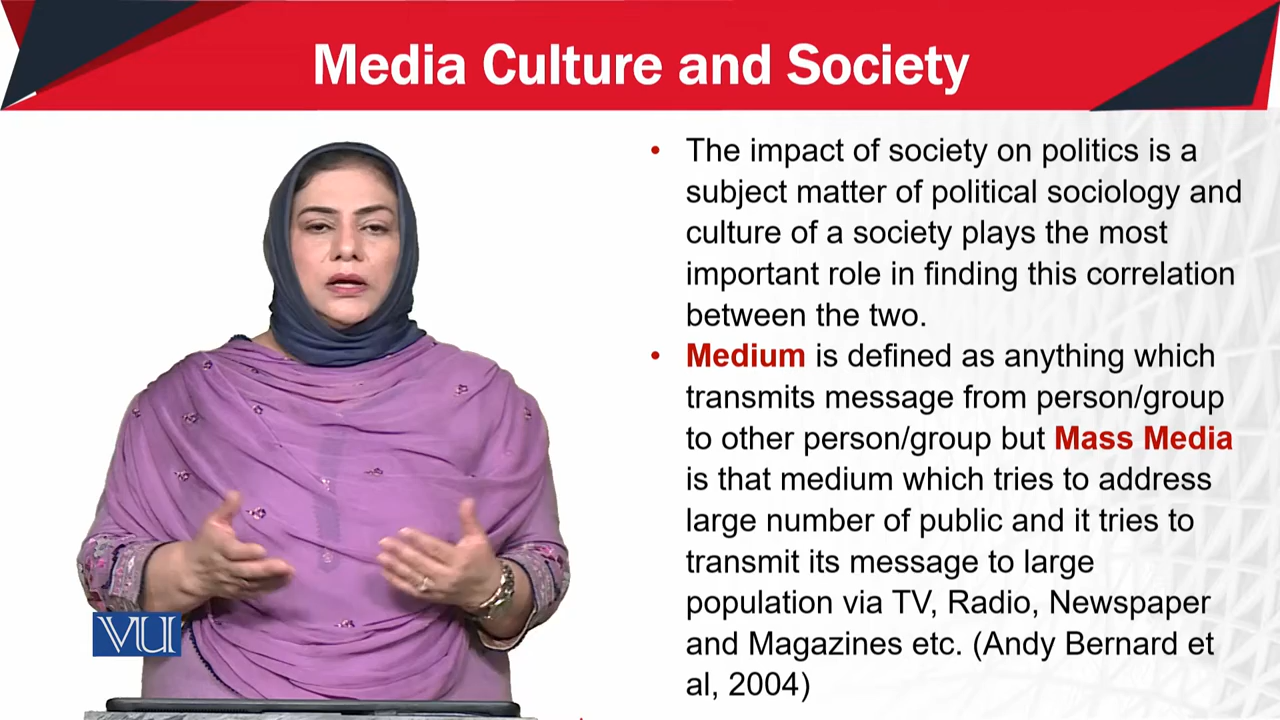 Media Culture and Society
• The impact of society on politics is a
subject matter of political sociology and
culture of a society plays the most
important role in finding this correlation
between the two.
• Medium is defined as anything which
transmits message from person/group
to other person/group but Mass Media
is that medium which tries to address
large number of public and it tries to
transmit its message to large
population via TV, Radio, Newspaper
and Magazines etc. (Andy Bernard et
al, 2004)
VU